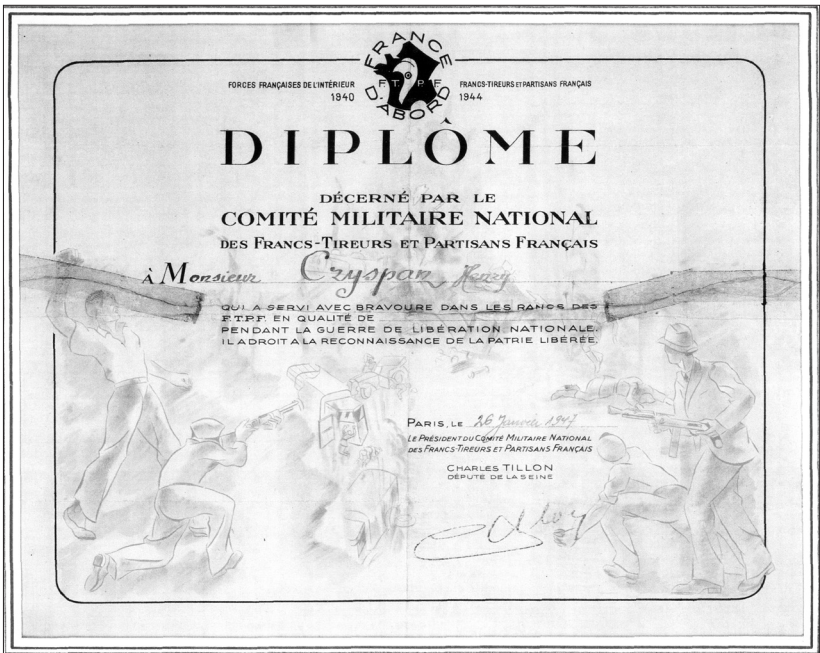 FRANCE
F.T.P.F.
D'ABORD
FORCES FRANÇAISES DE L'INTÉRIEUR
1940
FRANCS-TIREURS ET PARTISANS FRANÇAIS
1944
DIPLÔME
DÉCERNÉ PAR LE
COMITÉ MILITAIRE NATIONAL
DES FRANCS-TIREURS ET PARTISANS FRANÇAIS
À Monsieur Cryspan Henry
QUI A SERVI AVEC BRAVOURE DANS LES RANGS DES
F.T.P.F. EN QUALITÉ DE
PENDANT LA GUERRE DE LIBÉRATION NATIONALE.
IL A DROIT A LA RECONNAISSANCE DE LA PATRIE LIBÉRÉE.
PARIS, LE 26 Janvier 1947
LE PRÉSIDENT DU COMITÉ MILITAIRE NATIONAL
DES FRANCS-TIREURS ET PARTISANS FRANÇAIS
CHARLES TILLON
DÉPUTÉ DE LA SEINE